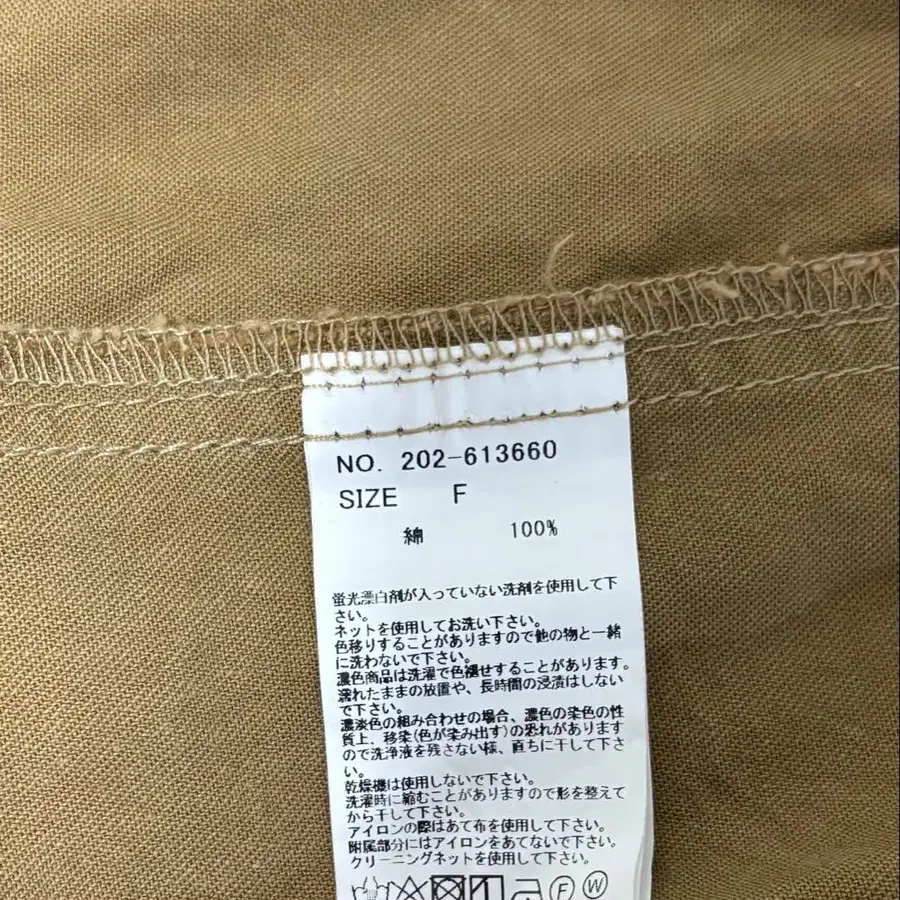 NO. 202-613660
SIZE F
綿 100%
蛍光漂白剤が入っていない洗剤を使用して下
さい。
ネットを使用してお洗い下さい。
色移りすることがありますので他の物と一緒
に洗わないで下さい。
濃色商品は洗濯で色褪せすることがあります。
濡れたままの放置や、長時間の浸漬はしない
で下さい。
濃淡色の組み合わせの場合、濃色の染色の性
質上、移染(色が染み出す)の恐れがあります
ので洗浄液を残さない様、直ちに干して下さ
い。
乾燥機は使用しないで下さい。
洗濯時に縮むことがありますので形を整えて
から干して下さい。
アイロンの際はあて布を使用して下さい。
附属部分にはアイロンをあてないで下さい。
クリーニングネットを使用して下さい。
F W